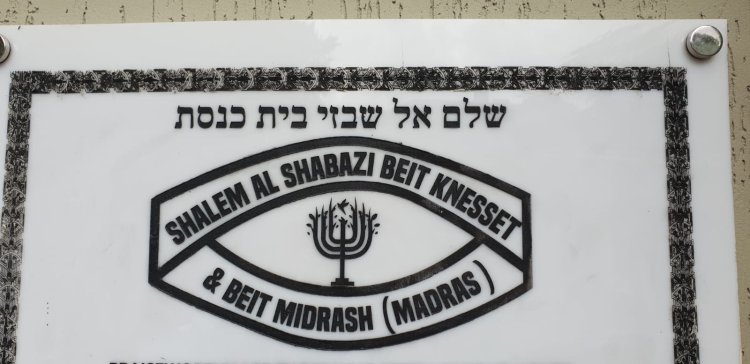 שלם אל שבזי בית כנסת
SHALEM AL SHABAZI BEIT KNESSET
& BEIT MIDRASH (MADRAS)